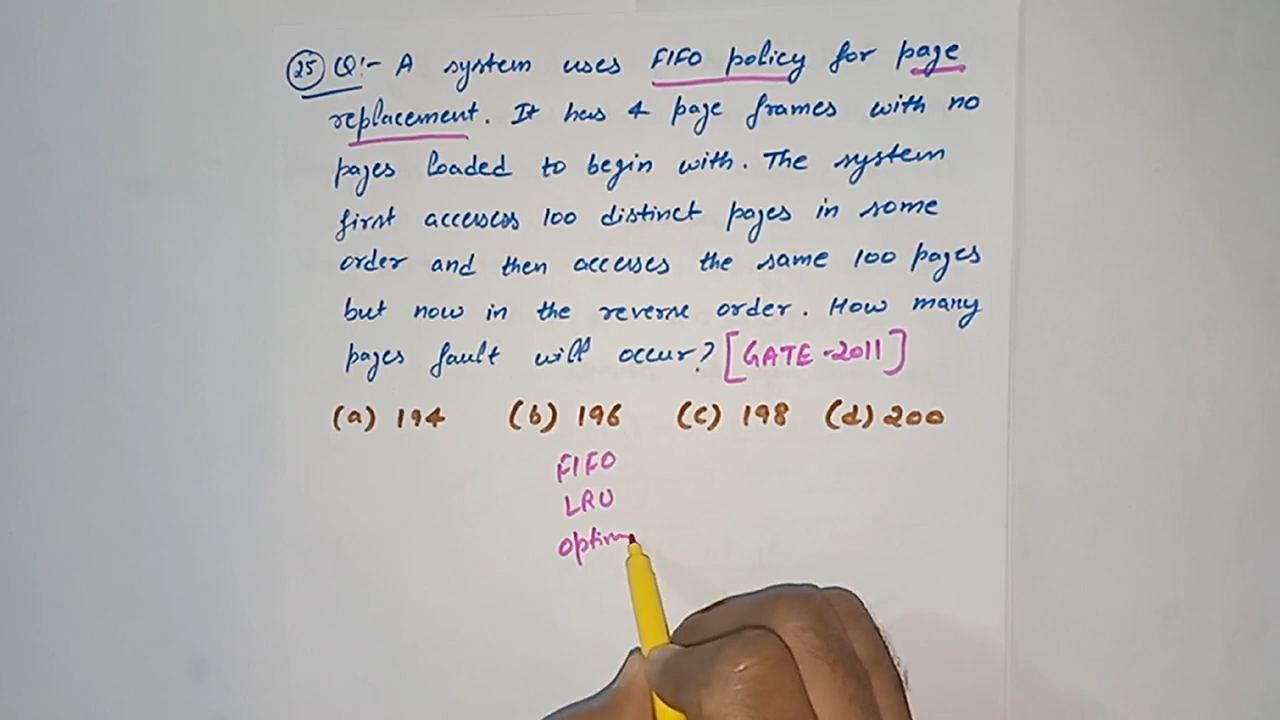 25 Q:- A system uses FIFO policy for page
replacement. It has 4 page frames with no
pages loaded to begin with. The system
first accesses 100 distinct pages in some
order and then accesses the same 100 pages
but now in the reverse order. How many
pages fault will occur? [GATE-2011]
(a) 194 (b) 196 (c) 198 (d) 200
FIFO
LRU
optim